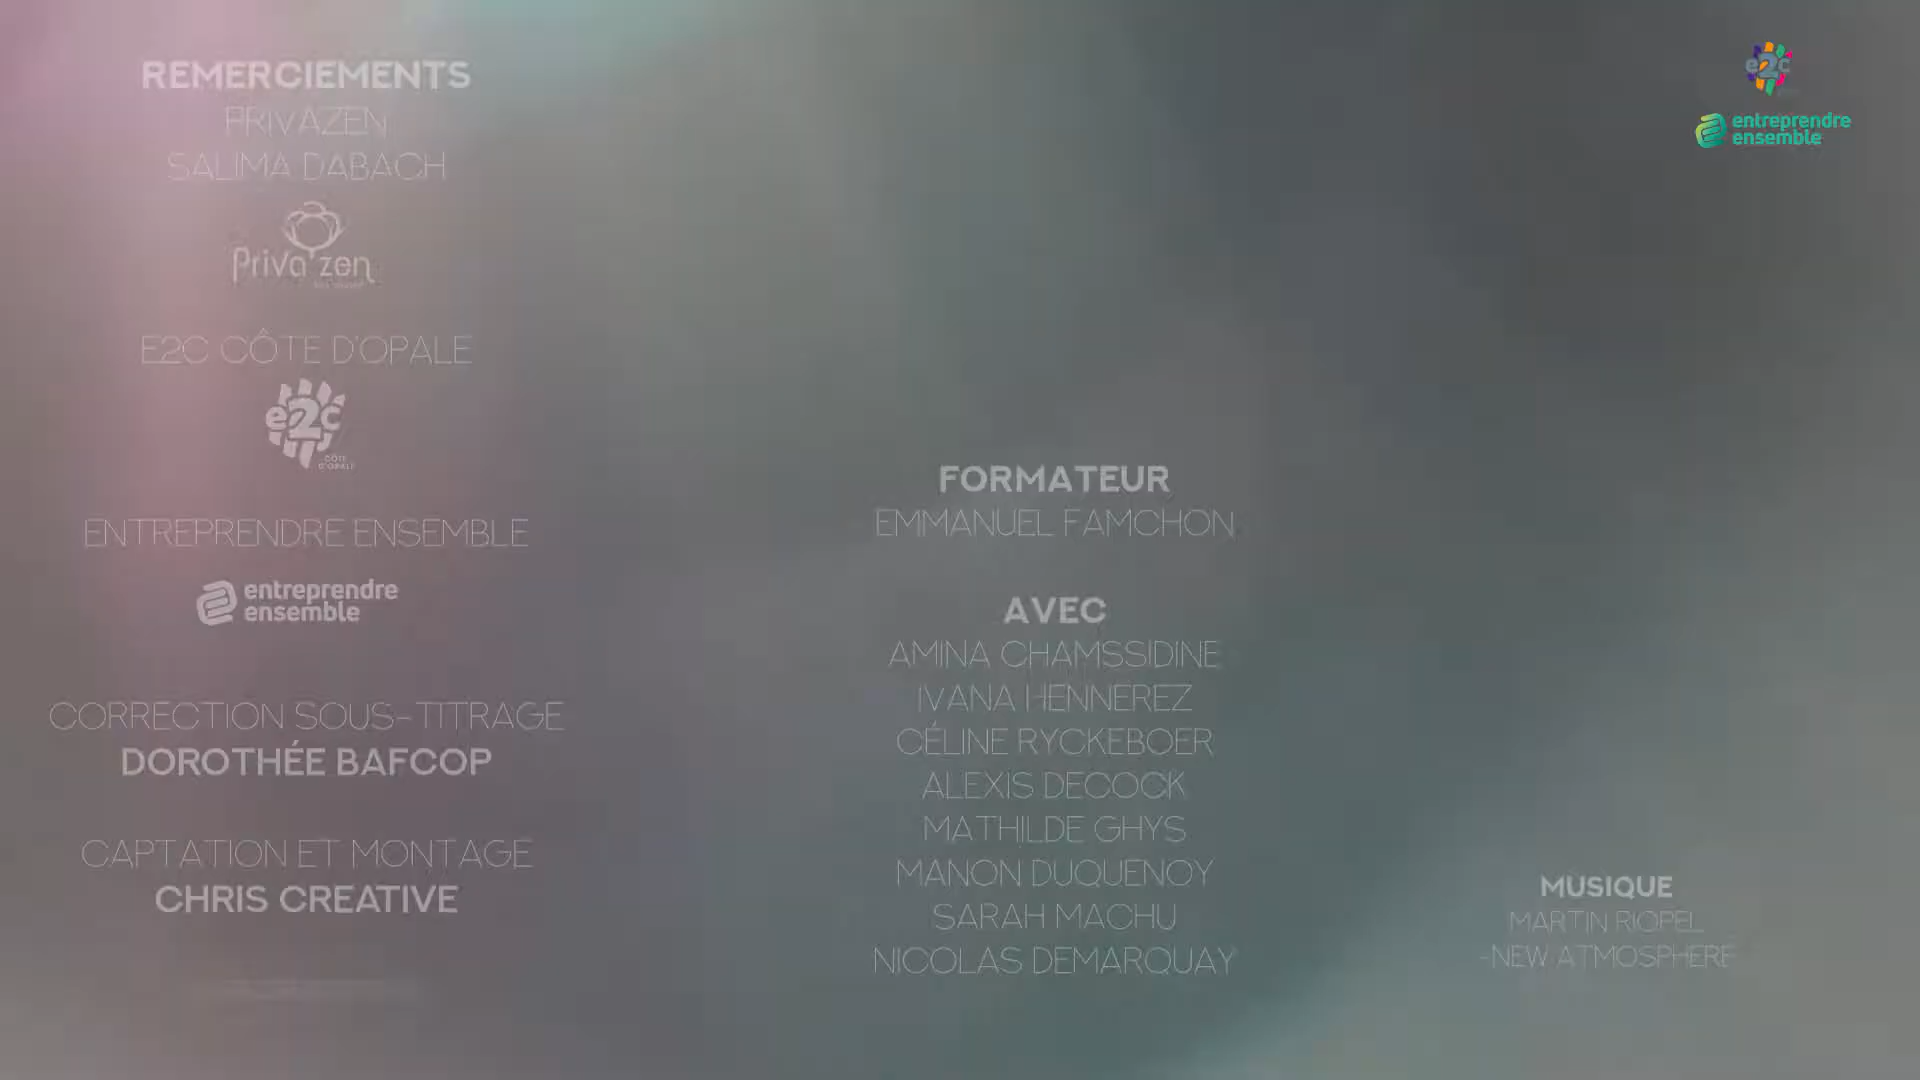 REMERCIEMENTS
PRIVAZEN
SALIMA DABACH
Priva zen
E2C CÔTE D'OPALE
e2c
CÔTE
D'OPALE
ENTREPRENDRE ENSEMBLE
entreprendre
ensemble
CORRECTION SOUS-TITRAGE
DOROTHÉE BAFCOP
CAPTATION ET MONTAGE
CHRIS CREATIVE
FORMATEUR
EMMANUEL FAMCHON
AVEC
AMINA CHAMSSIDINE
IVANA HENNEREZ
CÉLINE RYCKEBOER
ALEXIS DECOCK
MATHILDE GHYS
MANON DUQUENOY
SARAH MACHU
NICOLAS DEMARQUAY
e2c
entreprendre
ensemble
MUSIQUE
MARTIN RIOPEL
-NEW ATMOSPHERE